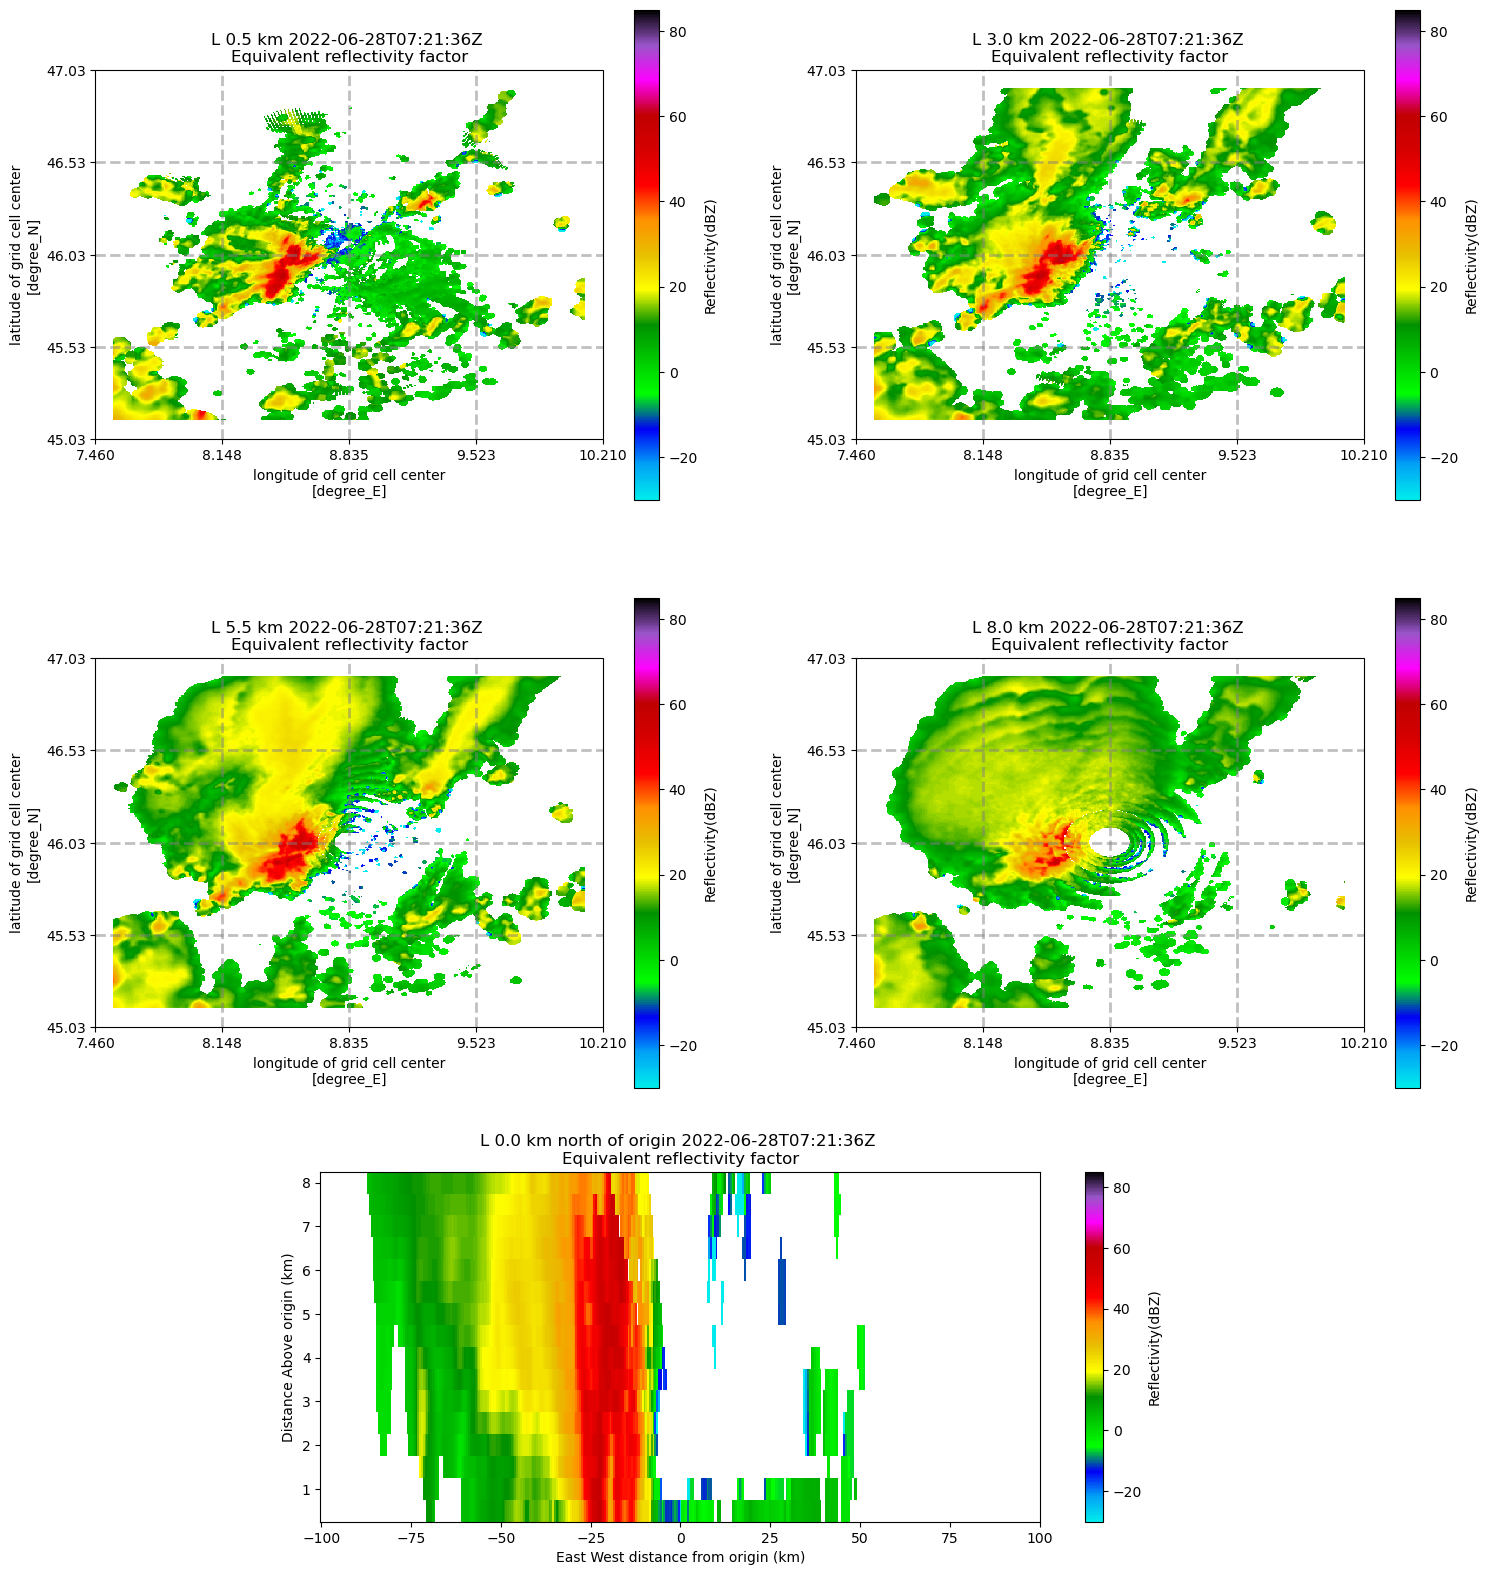 L 0.5 km 2022-06-28T07:21:36Z
Equivalent reflectivity factor
47.03
46.53
46.03
45.53
45.03
latitude of grid cell center
[degree_N]
7.460
8.148
8.835
9.523
10.210
longitude of grid cell center
[degree_E]
80
60
40
20
0
−20
Reflectivity(dBZ)
L 3.0 km 2022-06-28T07:21:36Z
Equivalent reflectivity factor
47.03
46.53
46.03
45.53
45.03
latitude of grid cell center
[degree_N]
7.460
8.148
8.835
9.523
10.210
longitude of grid cell center
[degree_E]
80
60
40
20
0
−20
Reflectivity(dBZ)
L 5.5 km 2022-06-28T07:21:36Z
Equivalent reflectivity factor
47.03
46.53
46.03
45.53
45.03
latitude of grid cell center
[degree_N]
7.460
8.148
8.835
9.523
10.210
longitude of grid cell center
[degree_E]
80
60
40
20
0
−20
Reflectivity(dBZ)
L 8.0 km 2022-06-28T07:21:36Z
Equivalent reflectivity factor
47.03
46.53
46.03
45.53
45.03
latitude of grid cell center
[degree_N]
7.460
8.148
8.835
9.523
10.210
longitude of grid cell center
[degree_E]
80
60
40
20
0
−20
Reflectivity(dBZ)
L 0.0 km north of origin 2022-06-28T07:21:36Z
Equivalent reflectivity factor
8
7
6
5
4
3
2
1
Distance Above origin (km)
−100
−75
−50
−25
0
25
50
75
100
East West distance from origin (km)
80
60
40
20
0
−20
Reflectivity(dBZ)